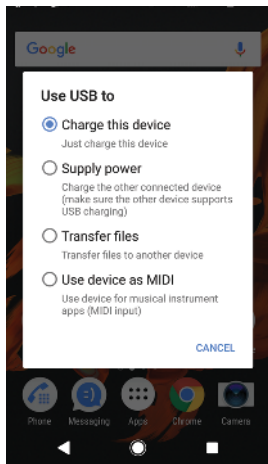 Google
Use USB to
Charge this device
Just charge this device
Supply power
Charge the other connected device
(make sure the other device supports
USB charging)
Transfer files
Transfer files to another device
Use device as MIDI
Use device for musical instrument
apps (MIDI input)
CANCEL
Phone Messaging Apps Chrome Camera